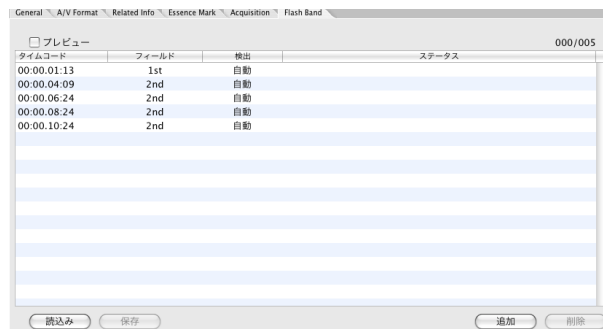 General A/V Format Related Info Essence Mark Acquisition Flash Band
プレビュー 000/005
タイムコード フィールド 検出 ステータス
00:00.01:13 1st 自動
00:00.04:09 2nd 自動
00:00.06:24 2nd 自動
00:00.08:24 2nd 自動
00:00.10:24 2nd 自動
読込み 保存 追加 削除